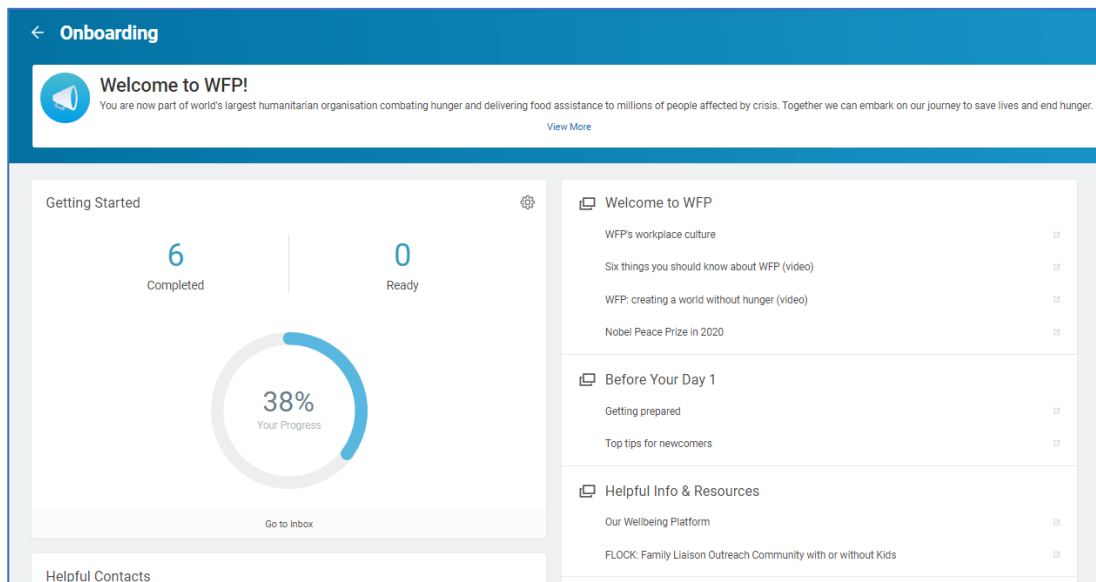 Onboarding
Welcome to WFP!
You are now part of world's largest humanitarian organisation combating hunger and delivering food assistance to millions of people affected by crisis. Together we can embark on our journey to save lives and end hunger.
View More
Getting Started
6
Completed
0
Ready
38%
Your Progress
Go to Inbox
Helpful Contacts
Welcome to WFP
WFP's workplace culture
Six things you should know about WFP (video)
WFP: creating a world without hunger (video)
Nobel Peace Prize in 2020
Before Your Day 1
Getting prepared
Top tips for newcomers
Helpful Info & Resources
Our Wellbeing Platform
FLOCK: Family Liaison Outreach Community with or without Kids